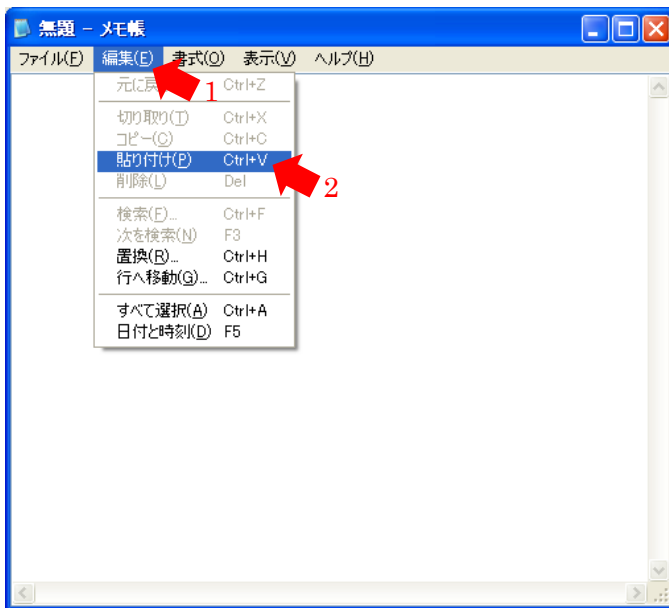 無題 - メモ帳
ファイル(F) 編集(E) 書式(O) 表示(V) ヘルプ(H)
元に戻 Ctrl+Z
1
切り取り(T) Ctrl+X
コピー(C) Ctrl+C
貼り付け(P) Ctrl+V
削除(L) Del
2
検索(F)... Ctrl+F
次を検索(N) F3
置換(R)... Ctrl+H
行へ移動(G)... Ctrl+G
すべて選択(A) Ctrl+A
日付と時刻(D) F5